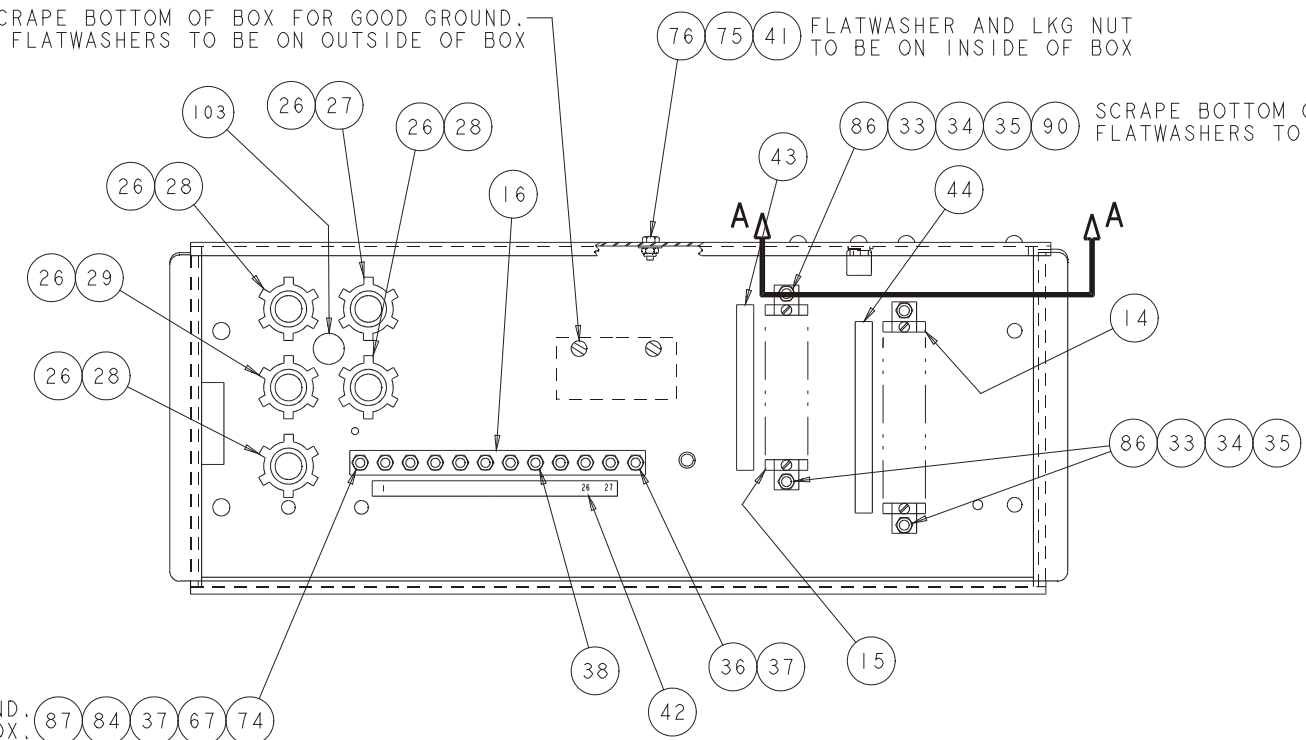 SCRAPE BOTTOM OF BOX FOR GOOD GROUND.
FLATWASHERS TO BE ON OUTSIDE OF BOX
76 75 41 FLATWASHER AND LKG NUT
TO BE ON INSIDE OF BOX
103
26 27
26 28
86 33 34 35 90 SCRAPE BOTTOM
FLATWASHERS TO
43
26 28
16
44
A A
26 29
14
26 28
86 33 34 35
1 26 27
38
36 37
15
42
87 84 37 67 74